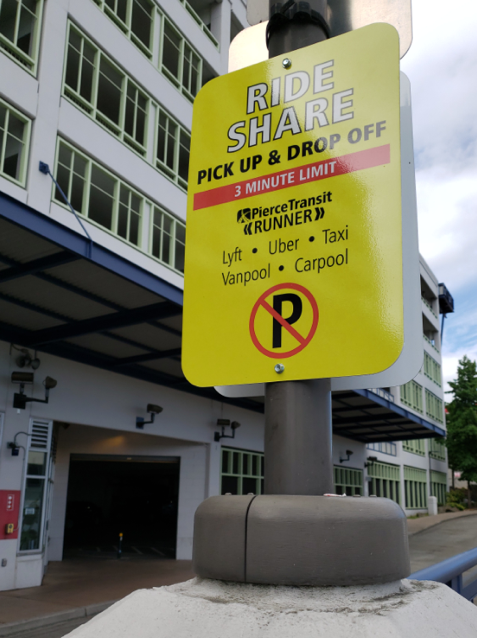 RIDE
SHARE
PICK UP & DROP OFF
3 MINUTE LIMIT
PierceTransit
RUNNER
Lyft • Uber • Taxi
Vanpool • Carpool
P